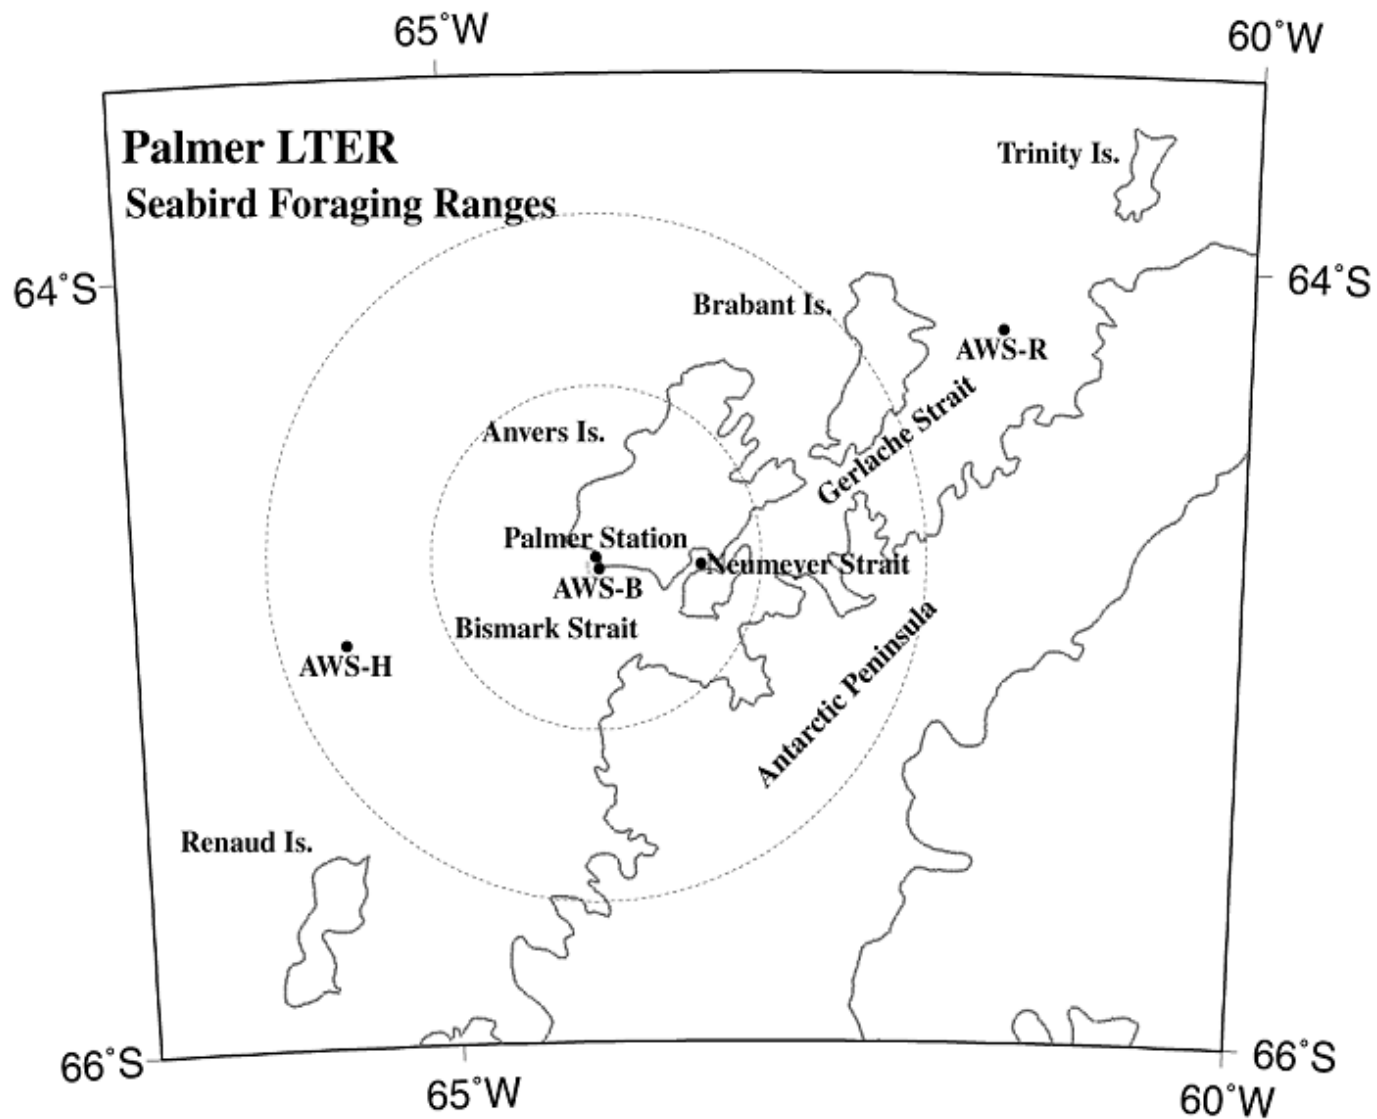 65°W
60°W
Palmer LTER
Trinity Is.
Seabird Foraging Ranges
64°S
64°S
Brabant Is.
AWS-R
Gerlache Strait
Anvers Is.
Palmer Station
Neumeyer Strait
AWS-B
Bismark Strait
AWS-H
Antarctic Peninsula
Renaud Is.
66°S
66°S
65°W
60°W